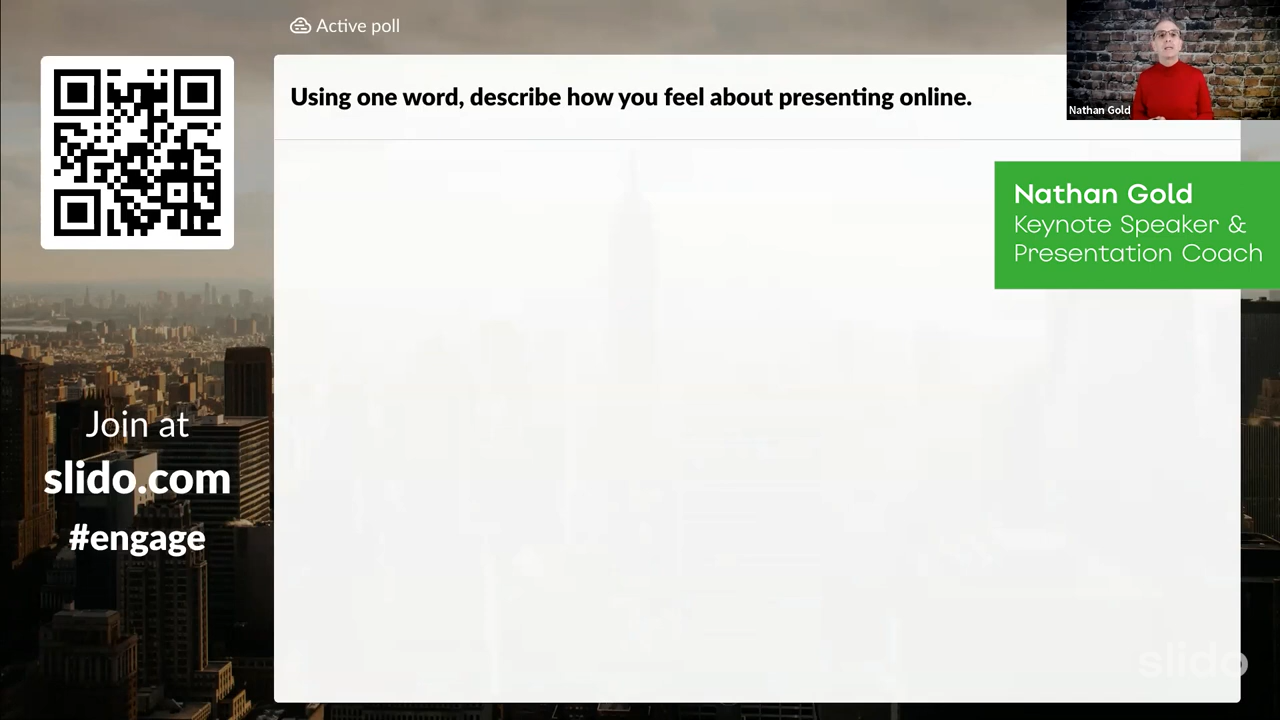 Active poll
Using one word, describe how you feel about presenting online.
Nathan Gold
Nathan Gold
Keynote Speaker &
Presentation Coach
Join at
slido.com
#engage
slido